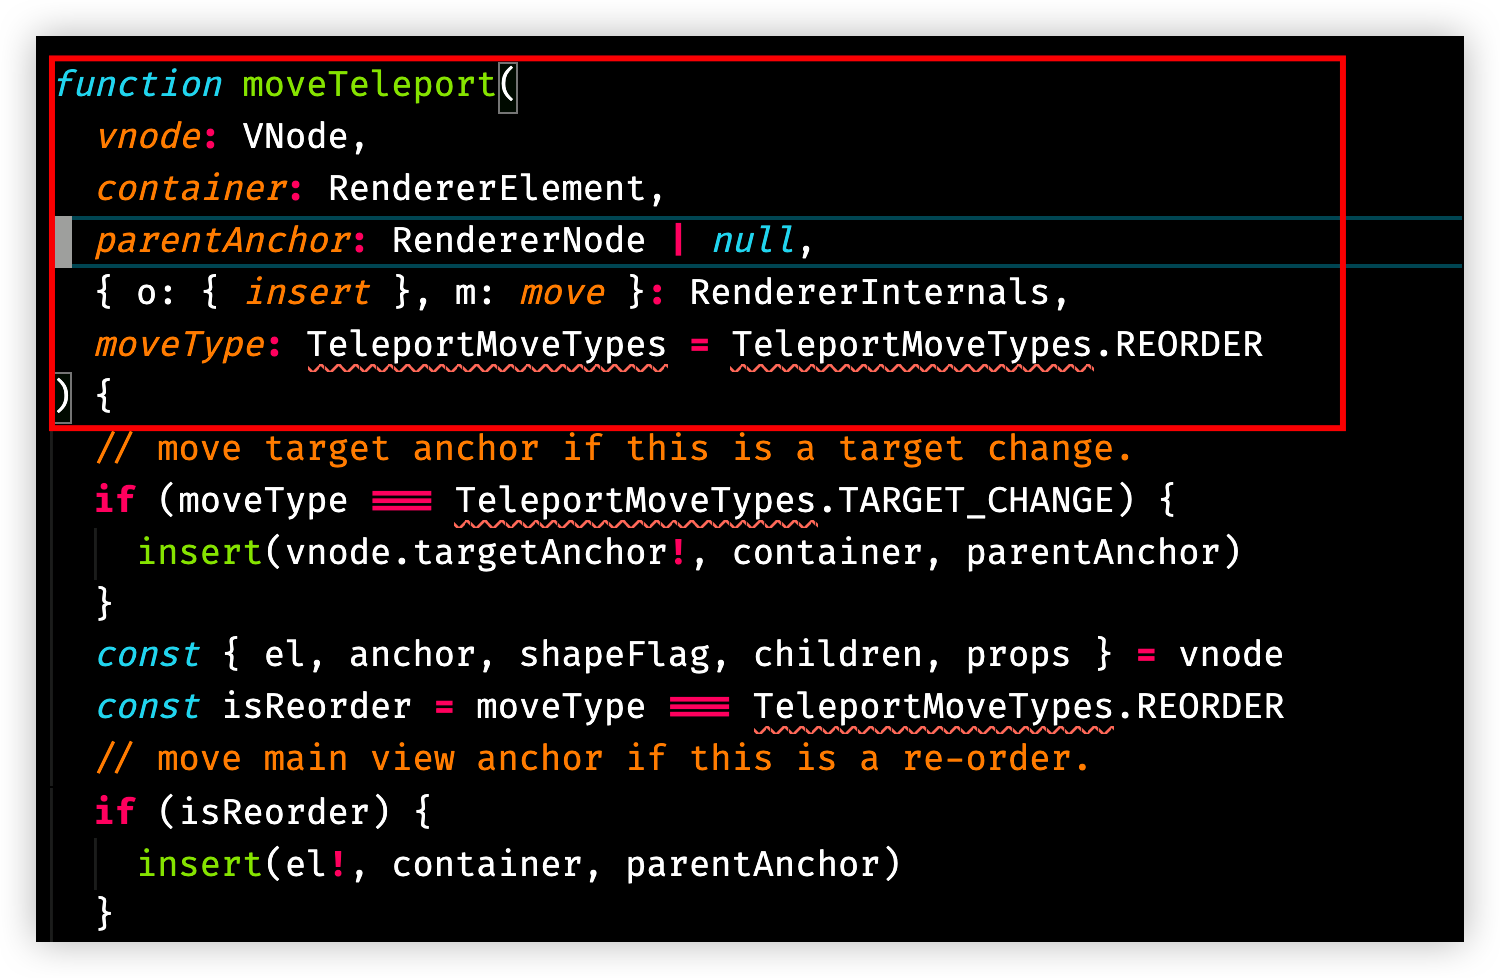 function moveTeleport(
  vnode: VNode,
  container: RendererElement,
  parentAnchor: RendererNode | null,
  { o: { insert }, m: move }: RendererInternals,
  moveType: TeleportMoveTypes = TeleportMoveTypes.REORDER
) {
  // move target anchor if this is a target change.
  if (moveType === TeleportMoveTypes.TARGET_CHANGE) {
    insert(vnode.targetAnchor!, container, parentAnchor)
  }
  const { el, anchor, shapeFlag, children, props } = vnode
  const isReorder = moveType === TeleportMoveTypes.REORDER
  // move main view anchor if this is a re-order.
  if (isReorder) {
    insert(el!, container, parentAnchor)
  }